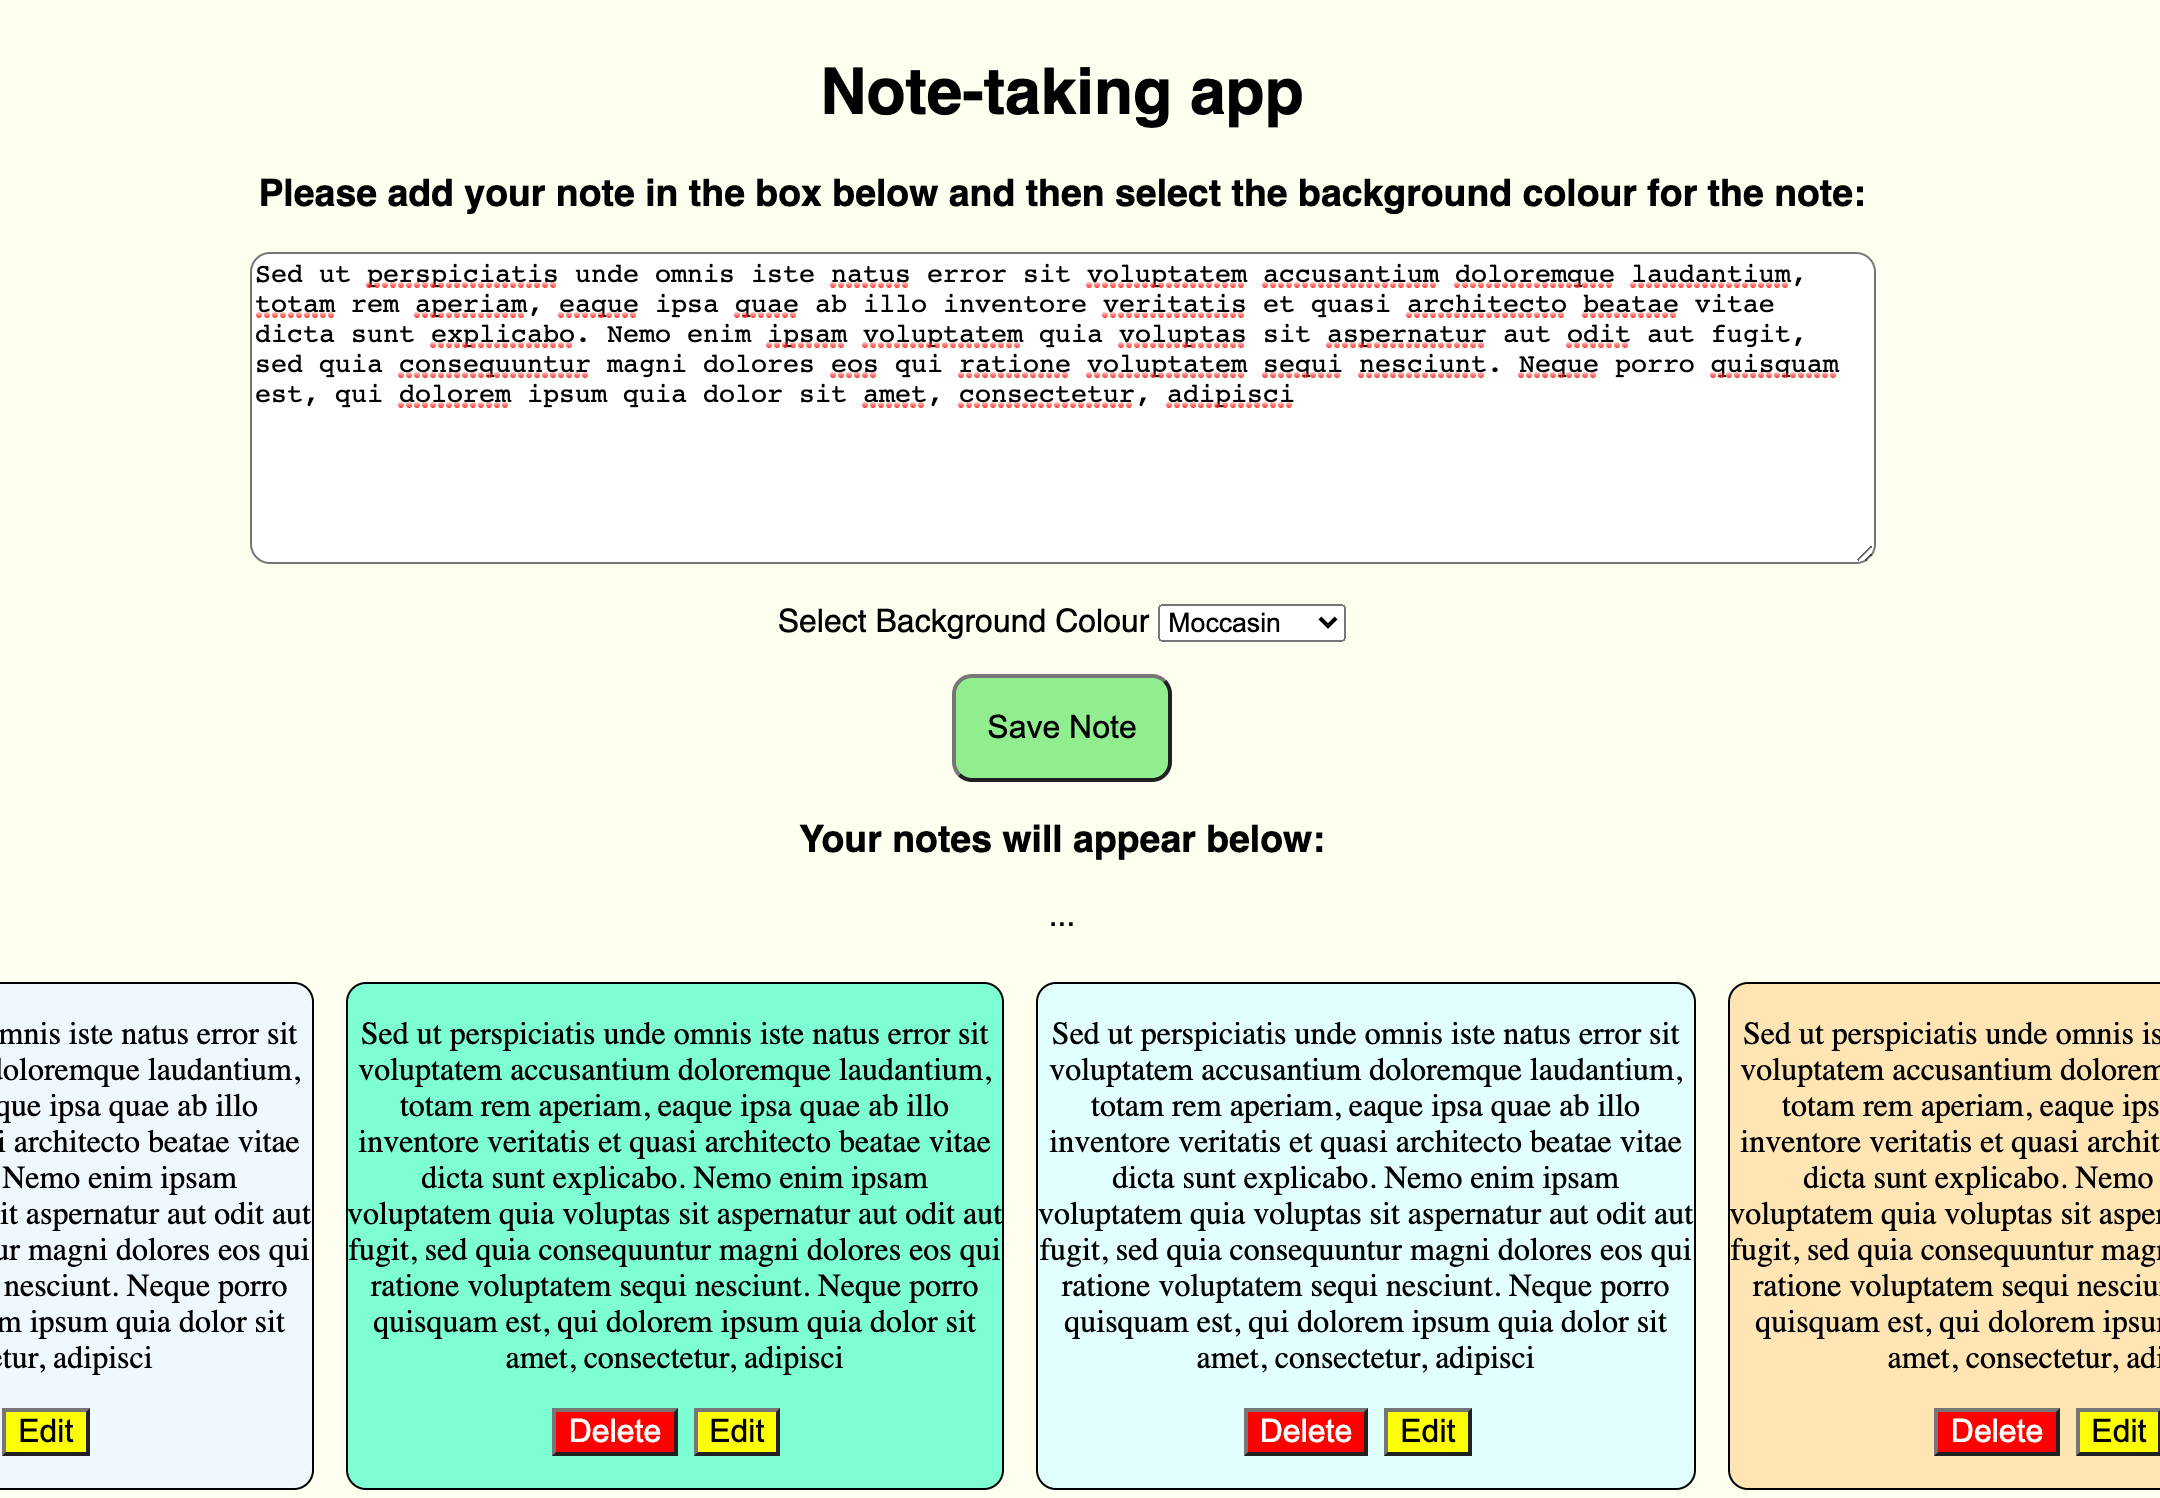 Note-taking app
Please add your note in the box below and then select the background colour for the note:
Sed ut perspiciatis unde omnis iste natus error sit voluptatem accusantium doloremque laudantium,
totam rem aperiam, eaque ipsa quae ab illo inventore veritatis et quasi architecto beatae vitae
dicta sunt explicabo. Nemo enim ipsam voluptatem quia voluptas sit aspernatur aut odit aut fugit,
sed quia consequuntur magni dolores eos qui ratione voluptatem sequi nesciunt. Neque porro quisquam
est, qui dolorem ipsum quia dolor sit amet, consectetur, adipisci
Select Background Colour Moccasin
Save Note
Your notes will appear below:
...
iste natus error sit
laudantium,
ipsa quae ab illo
architecto beatae vitae
Nemo enim ipsam
aspernatur aut odit aut
magni dolores eos qui
nesciunt. Neque porro
ipsum quia dolor sit
adipisci
Edit
Sed ut perspiciatis unde omnis iste natus error sit
voluptatem accusantium doloremque laudantium,
totam rem aperiam, eaque ipsa quae ab illo
inventore veritatis et quasi architecto beatae vitae
dicta sunt explicabo. Nemo enim ipsam
voluptatem quia voluptas sit aspernatur aut odit aut
fugit, sed quia consequuntur magni dolores eos qui
ratione voluptatem sequi nesciunt. Neque porro
quisquam est, qui dolorem ipsum quia dolor sit
amet, consectetur, adipisci
Delete Edit
Sed ut perspiciatis unde omnis iste natus error sit
voluptatem accusantium doloremque laudantium,
totam rem aperiam, eaque ipsa quae ab illo
inventore veritatis et quasi architecto beatae vitae
dicta sunt explicabo. Nemo enim ipsam
voluptatem quia voluptas sit aspernatur aut odit aut
fugit, sed quia consequuntur magni dolores eos qui
ratione voluptatem sequi nesciunt. Neque porro
quisquam est, qui dolorem ipsum quia dolor sit
amet, consectetur, adipisci
Delete Edit
Sed ut perspiciatis unde omnis
voluptatem accusantium
totam rem aperiam, eaque
inventore veritatis et quasi
dicta sunt explicabo. Nemo
voluptatem quia voluptas sit
fugit, sed quia consequuntur
ratione voluptatem sequi
quisquam est, qui dolorem
amet, consectetur,
Delete Edit